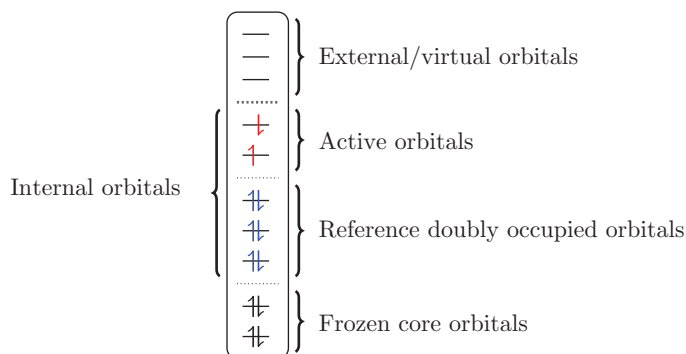 External/virtual orbitals
Active orbitals
Internal orbitals
Reference doubly occupied orbitals
Frozen core orbitals